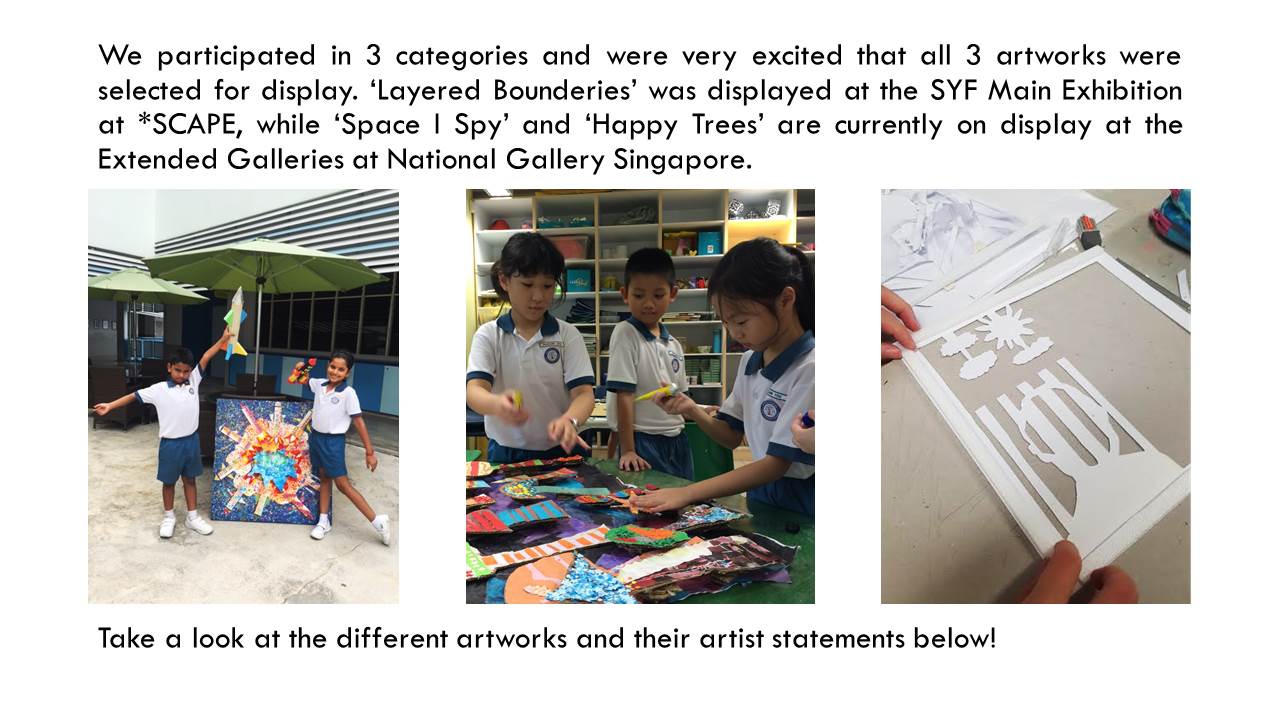 We participated in 3 categories and were very excited that all 3 artworks were
selected for display. ‘Layered Bounderies’ was displayed at the SYF Main Exhibition
at *SCAPE, while ‘Space I Spy’ and ‘Happy Trees’ are currently on display at the
Extended Galleries at National Gallery Singapore.
Take a look at the different artworks and their artist statements below!